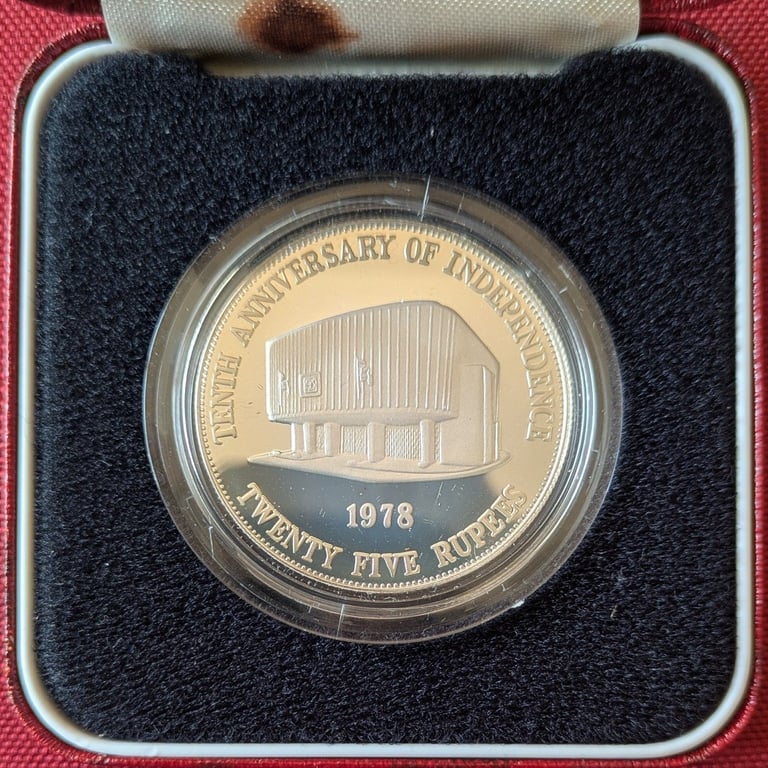 TENTH ANNIVERSARY OF INDEPENDENCE
1978
TWENTY FIVE RUPEES